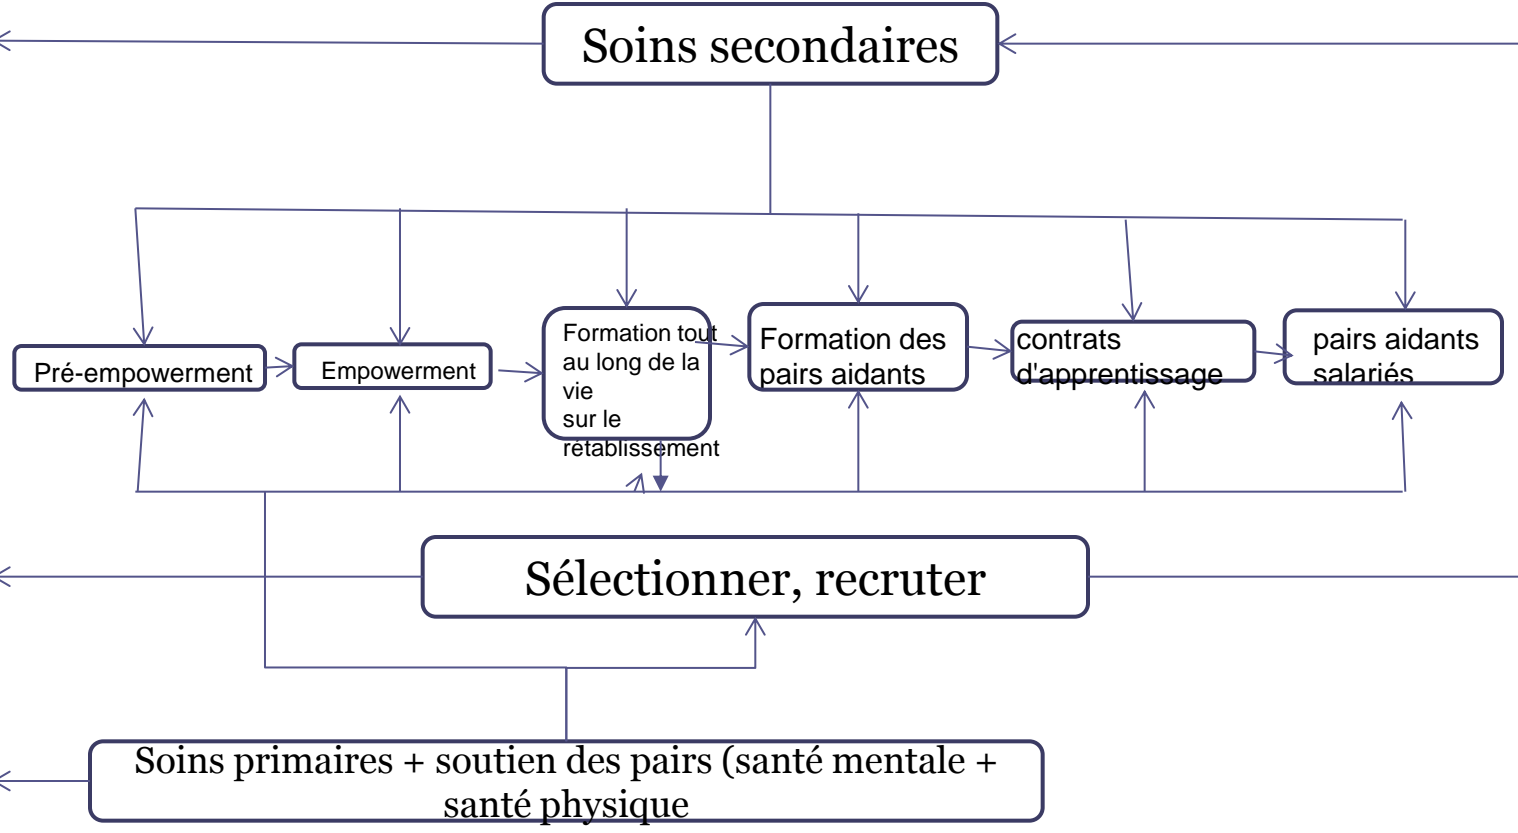 Soins secondaires
Pré-empowerment
Empowerment
Formation tout
au long de la
vie
sur le
rétablissement
Formation des
pairs aidants
contrats
d'apprentissage
pairs aidants
salariés
Sélectionner, recruter
Soins primaires + soutien des pairs (santé mentale +
santé physique